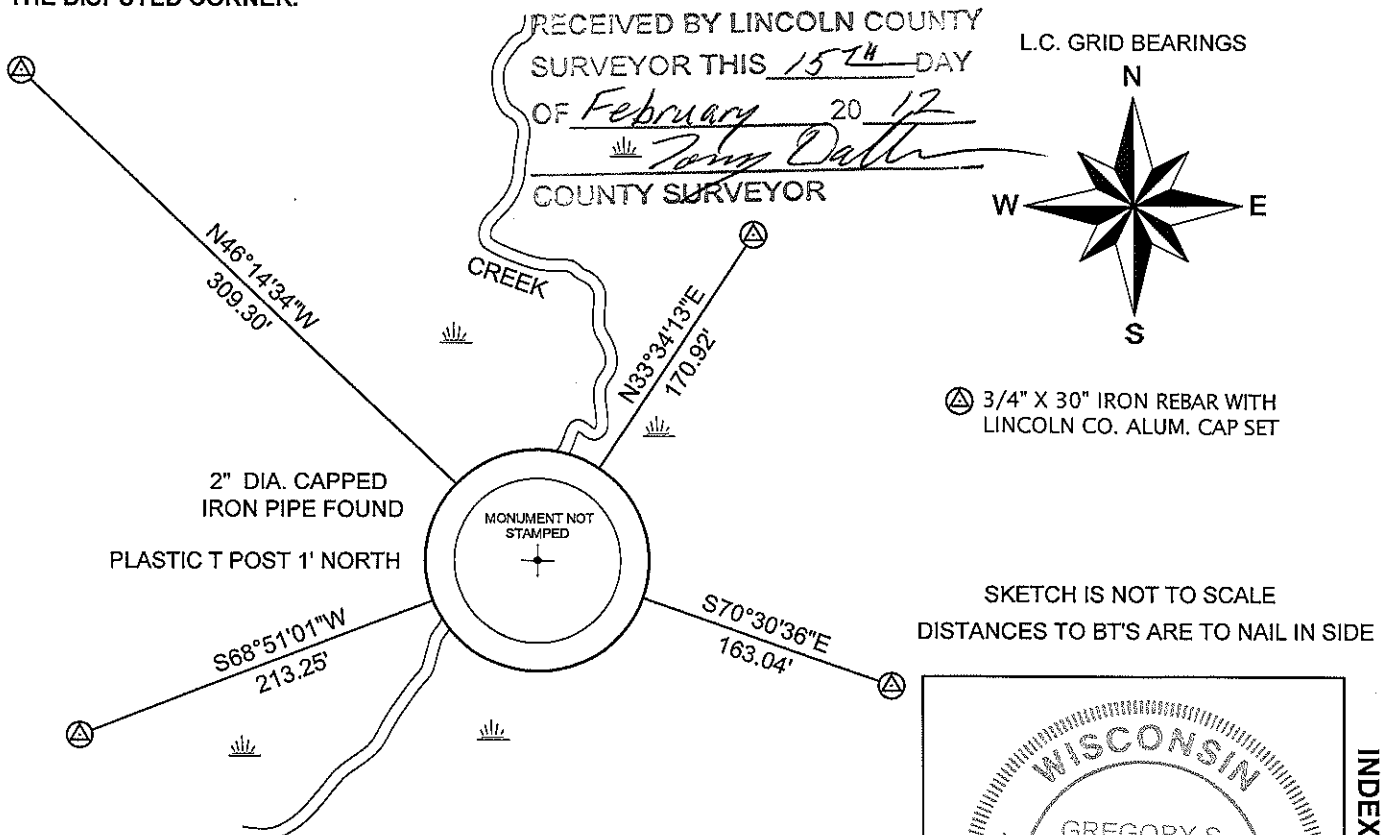 THE DISPUTED CORNER.
RECEIVED BY LINCOLN COUNTY
SURVEYOR THIS 15TH DAY
OF February 20 12
COUNTY SURVEYOR
L.C. GRID BEARINGS
N
W
E
S
N46°14'34"W
309.30'
CREEK
N33°34'13"E
170.92'
3/4" X 30" IRON REBAR WITH
LINCOLN CO. ALUM. CAP SET
2" DIA. CAPPED
IRON PIPE FOUND
PLASTIC T POST 1' NORTH
MONUMENT NOT
STAMPED
S68°51'01"W
213.25'
S70°30'36"E
163.04'
SKETCH IS NOT TO SCALE
DISTANCES TO BT'S ARE TO NAIL IN SIDE
WISCONSIN
GREGORY S.
INDEX